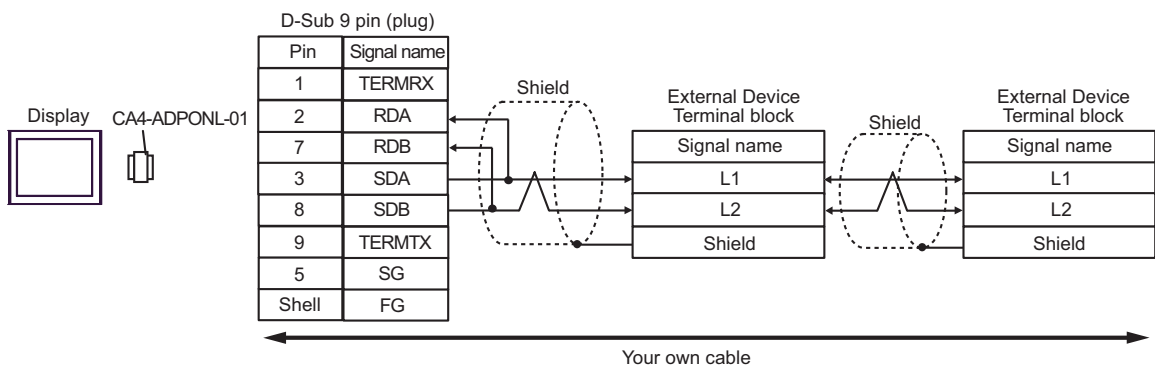 D-Sub 9 pin (plug)
Pin Signal name
1 TERMRX
2 RDA
7 RDB
3 SDA
8 SDB
9 TERMTX
5 SG
Shell FG
Display
CA4-ADPONL-01
Shield
External Device
Terminal block
Signal name
L1
L2
Shield
Shield
External Device
Terminal block
Signal name
L1
L2
Shield
Your own cable